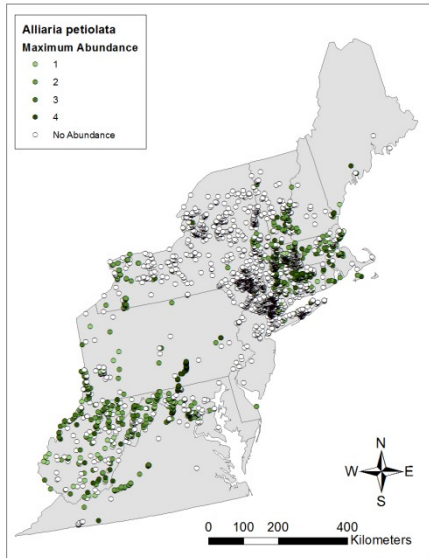 Alliaria petiolata
Maximum Abundance
1
2
3
4
No Abundance
N
W E
S
0 100 200 400
Kilometers